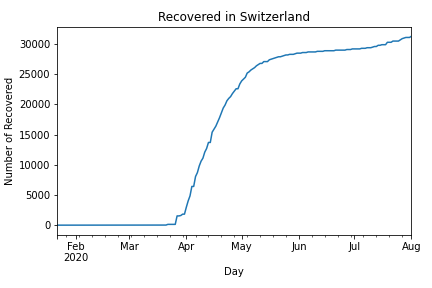 Recovered in Switzerland
Number of Recovered
30000
25000
20000
15000
10000
5000
0
Feb Mar Apr May Jun Jul Aug
2020
Day